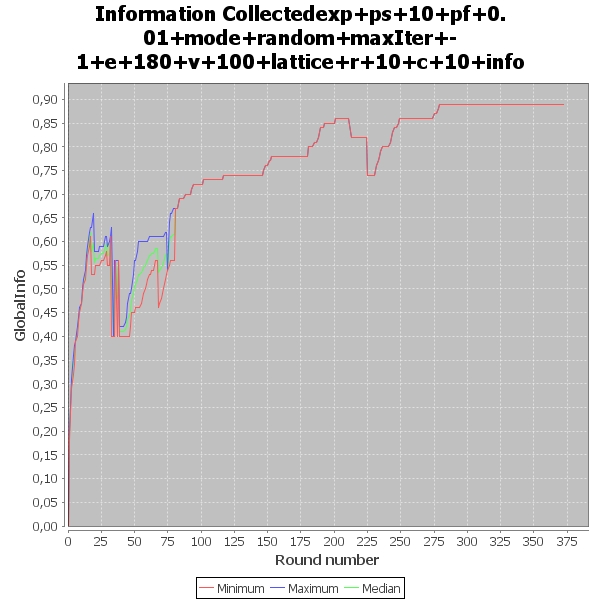 Information Collectedexp+ps+10+pf+0.
01+mode+random+maxIter+-
1+e+180+v+100+lattice+r+10+c+10+info
GlobalInfo
0,90
0,85
0,80
0,75
0,70
0,65
0,60
0,55
0,50
0,45
0,40
0,35
0,30
0,25
0,20
0,15
0,10
0,05
0,00
0 25 50 75 100 125 150 175 200 225 250 275 300 325 350 375
Round number
Minimum Maximum Median